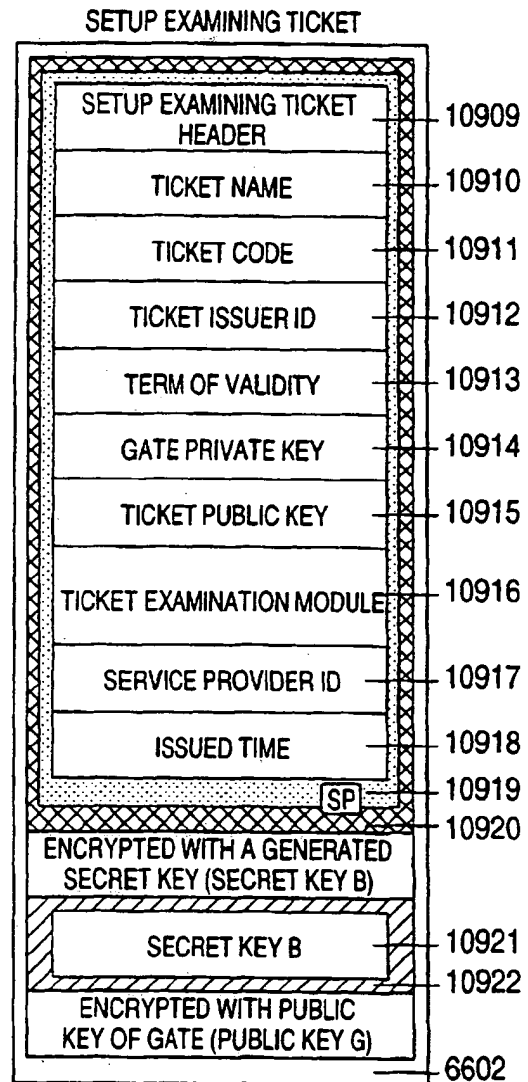 SETUP EXAMINING TICKET
SETUP EXAMINING TICKET
HEADER
10909
TICKET NAME
10910
TICKET CODE
10911
TICKET ISSUER ID
10912
TERM OF VALIDITY
10913
GATE PRIVATE KEY
10914
TICKET PUBLIC KEY
10915
TICKET EXAMINATION MODULE
10916
SERVICE PROVIDER ID
10917
ISSUED TIME
10918
SP
10919
10920
ENCRYPTED WITH A GENERATED
SECRET KEY (SECRET KEY B)
SECRET KEY B
10921
10922
ENCRYPTED WITH PUBLIC
KEY OF GATE (PUBLIC KEY G)
6602